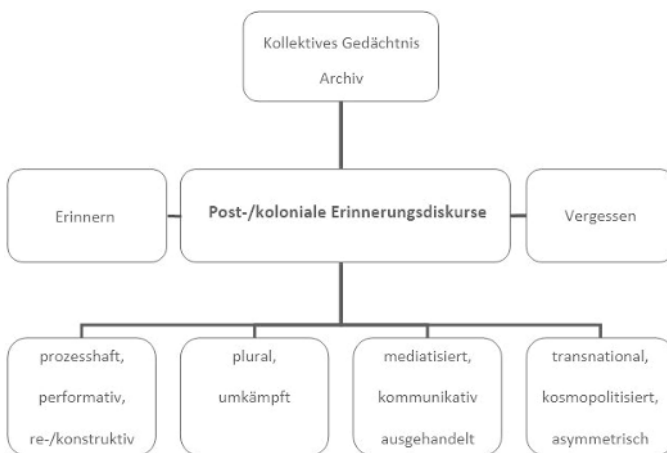 Kollektives Gedächtnis
Archiv
Erinnern
Post-/koloniale Erinnerungsdiskurse
Vergessen
prozesshaft,
performativ,
re-/konstruktiv
plural,
umkämpft
mediatisiert,
kommunikativ
ausgehandelt
transnational,
kosmopolitisiert,
asymmetrisch